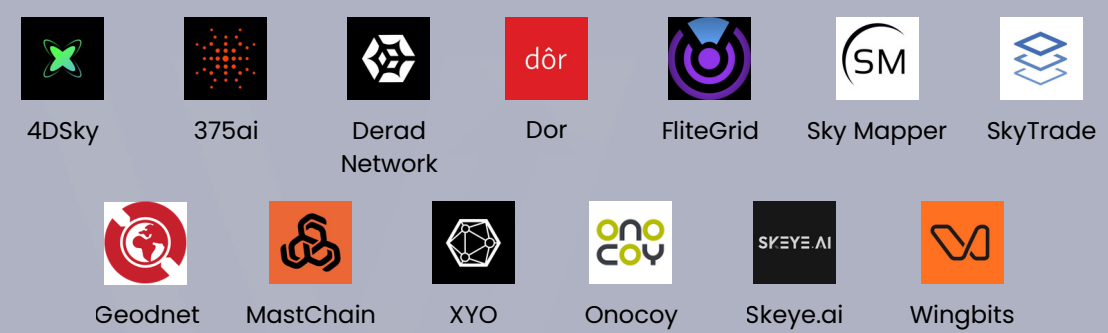 dôr
SM
4DSky
375ai
Derad
Network
Dor
FliteGrid
Sky Mapper
SkyTrade
ONO
COY
SKEYE.AI
Geodnet
MastChain
XYO
Onocoy
Skeye.ai
Wingbits